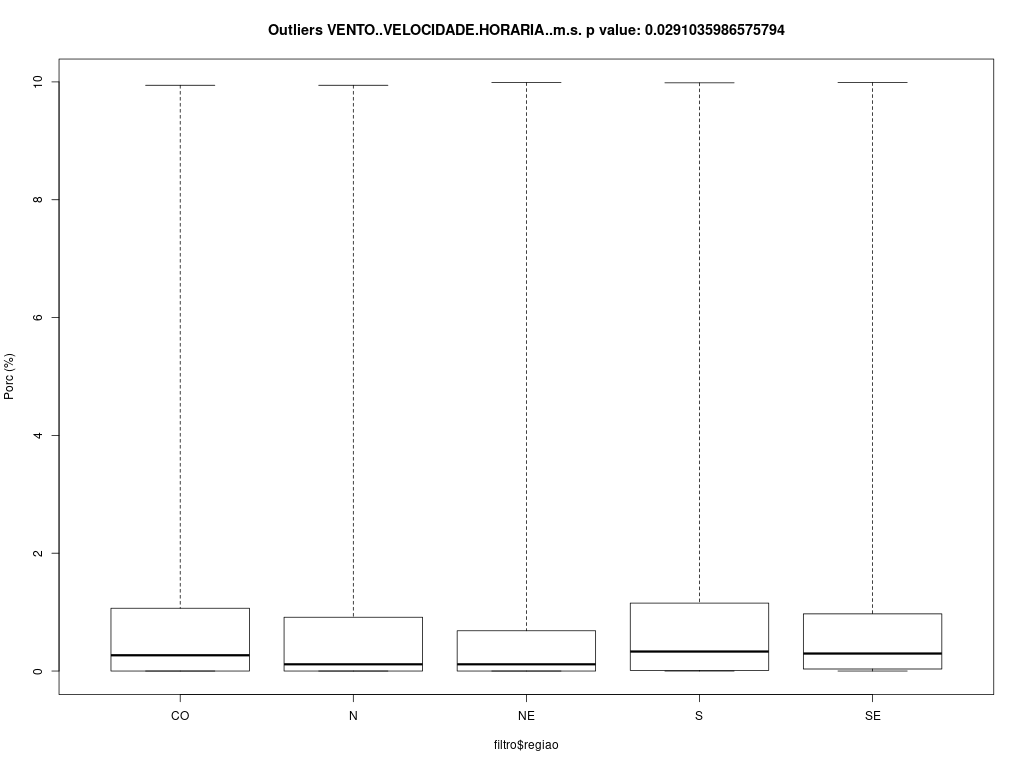 Outliers VENTO..VELOCIDADE.HORARIA..m.s. p value: 0.0291035986575794
Porc (%)
10
8
6
4
2
0
CO N NE S SE
filtro$regiao